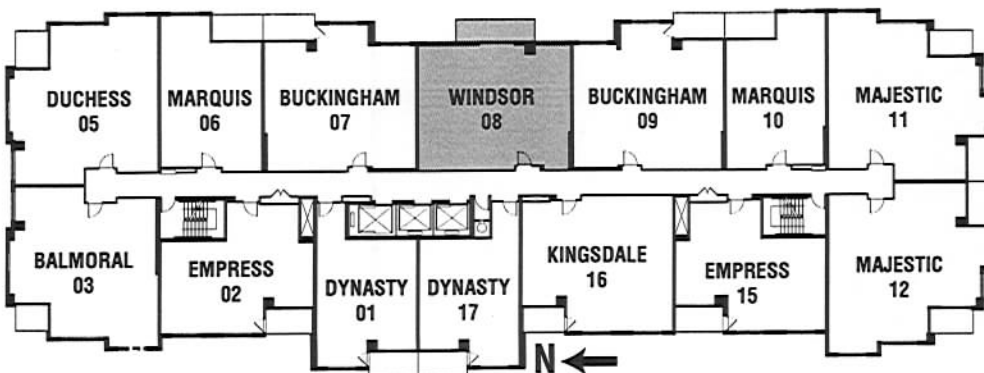 DUCHESS
05
MARQUIS
06
BUCKINGHAM
07
WINDSOR
08
BUCKINGHAM
09
MARQUIS
10
MAJESTIC
11
BALMORAL
03
EMPRESS
02
DYNASTY
01
DYNASTY
17
KINGSDALE
16
EMPRESS
15
MAJESTIC
12
N